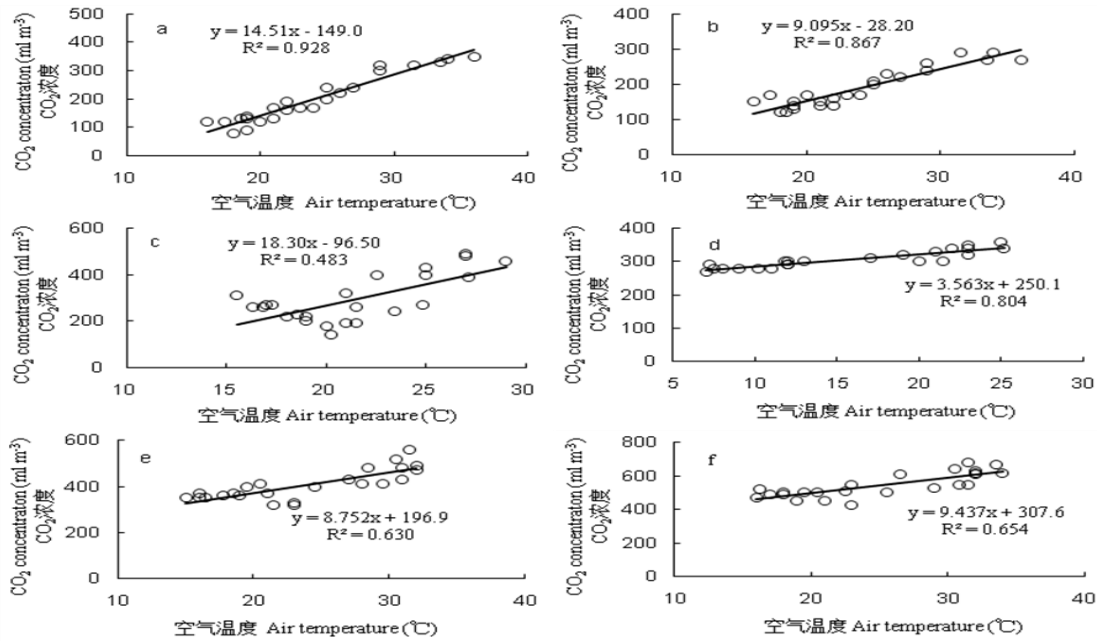 a
y = 14.51x - 149.0
R² = 0.928
500
400
300
200
100
0
10
20
30
40
CO₂ concentraton (ml m⁻³)
CO₂浓度
空气温度 Air temperature (℃)
b
y = 9.095x - 28.20
R² = 0.867
400
300
200
100
0
10
20
30
40
CO₂ concentraton (ml m⁻³)
CO₂浓度
空气温度 Air temperature (℃)
c
y = 18.30x - 96.50
R² = 0.483
600
400
200
0
10
15
20
25
30
CO₂ concentraton (ml m⁻³)
CO₂浓度
空气温度 Air temperature (℃)
d
3.563x + 250.1
R² = 0.804
400
300
200
100
0
5
10
15
20
25
30
CO₂ concentraton (ml m⁻³)
CO₂浓度
空气温度 Air temperature (℃)
e
y = 8.752x + 196.9
R² = 0.630
600
400
200
0
10
20
30
40
CO₂ concentraton (ml m⁻³)
CO₂浓度
空气温度 Air temperature (℃)
f
y = 9.437x + 307.6
R² = 0.654
800
600
400
200
0
10
20
30
40
CO₂ concentraton (ml m⁻³)
CO₂浓度
空气温度 Air temperature (℃)